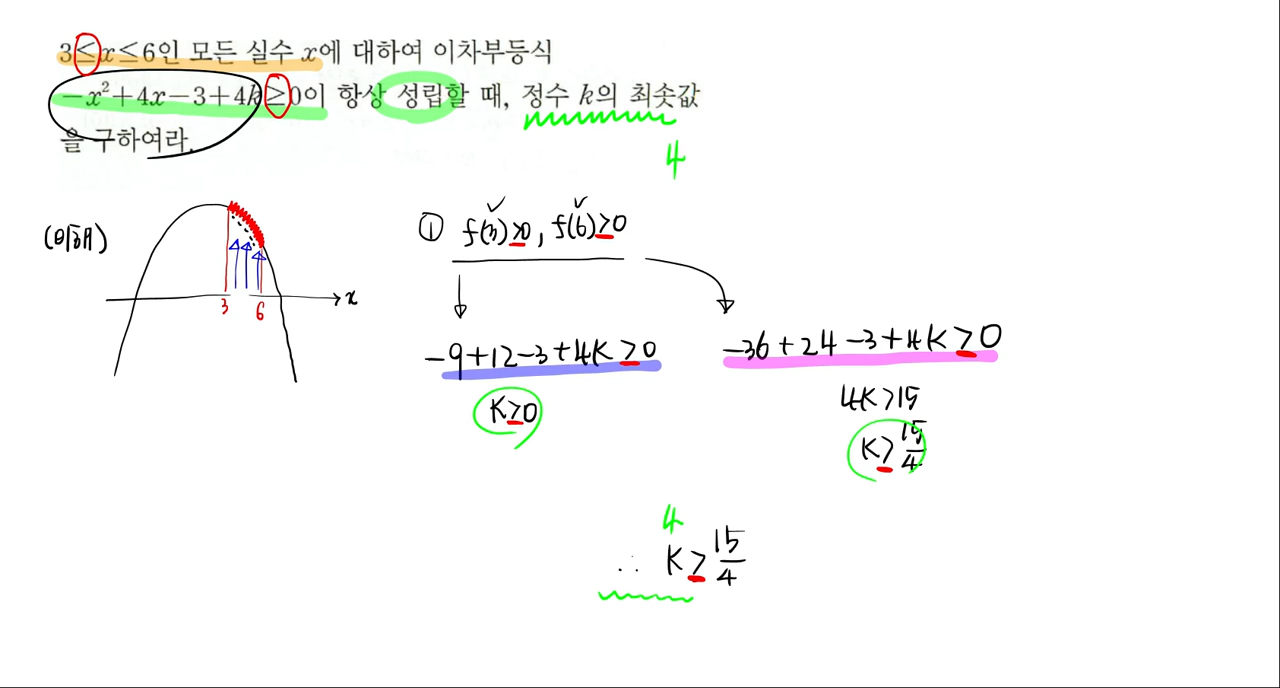 3≤x≤6인 모든 실수 x에 대하여 이차부등식
-x²+4x-3+4k≥0이 항상 성립할 때, 정수 k의 최솟값
을 구하여라.
4
(이해)
3 6 x
① f(3)≥0, f(6)≥0
-9+12-3+4K≥0
-36+24-3+4K≥0
K≥0
4K>15
K≥15/4
4
∴ K≥15/4